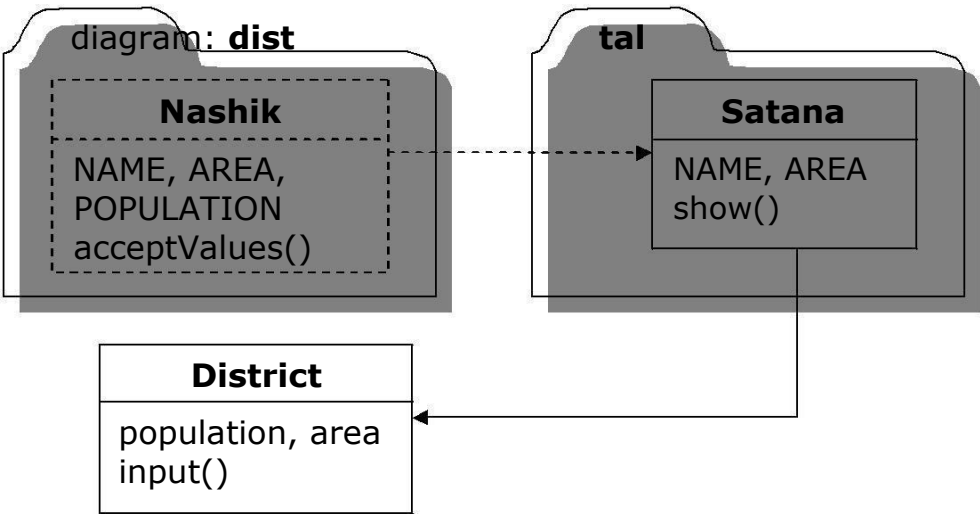 diagram: dist
Nashik
NAME, AREA,
POPULATION
acceptValues()
tal
Satana
NAME, AREA
show()
District
population, area
input()